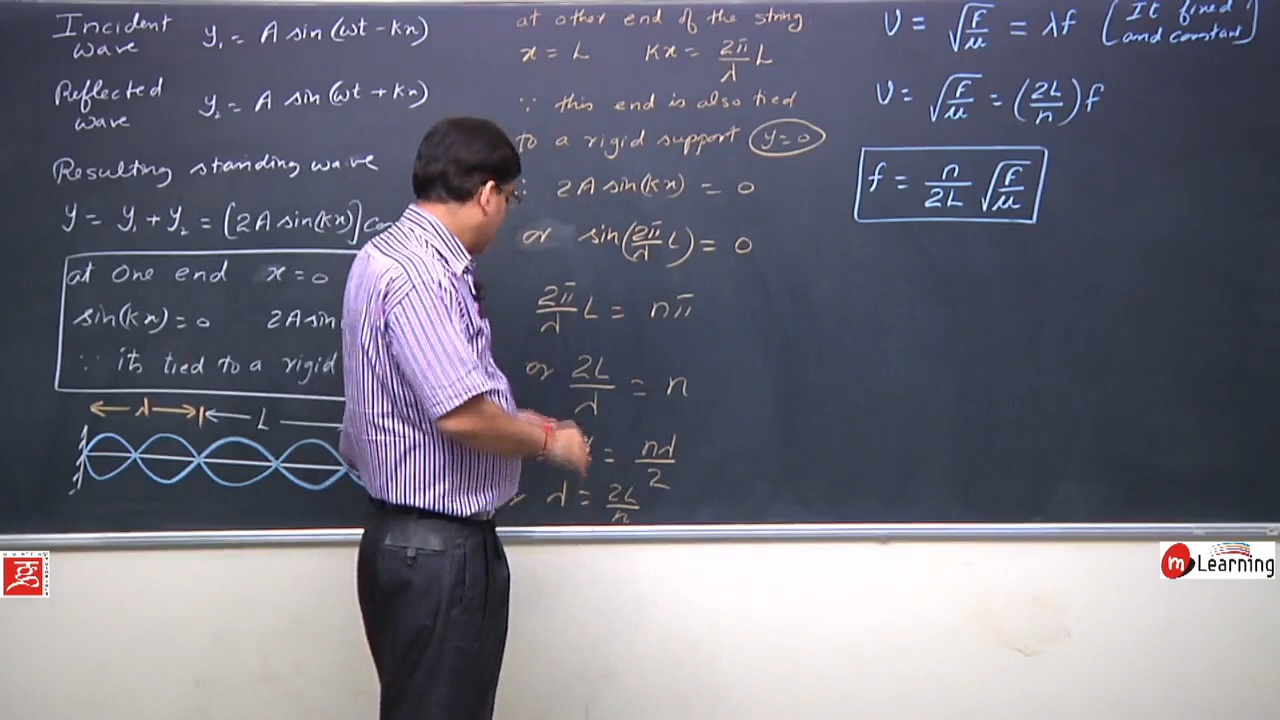 Incident wave y₁ = A sin(ωt - kx)
Reflected wave y₂ = A sin(ωt + kx)
Resulting standing wave
y = y₁ + y₂ = [2A sin(kx)] co
at one end x = 0
sin(kx) = 0 2A sin
∵ its tied to a rigid
λ L
at other end of the string
x = L kx = 2π/λ L
∵ this end is also tied
to a rigid support y=0
∴ 2A sin(kx) = 0
or sin(2π/λ L) = 0
2π/λ L = nπ
or 2L/λ = n
= nλ/2
λ = 2L/n
v = √F/μ = λf (It fixed and constant)
v = √F/μ = (2L/n) f
f = n/2L √F/μ
m Learning